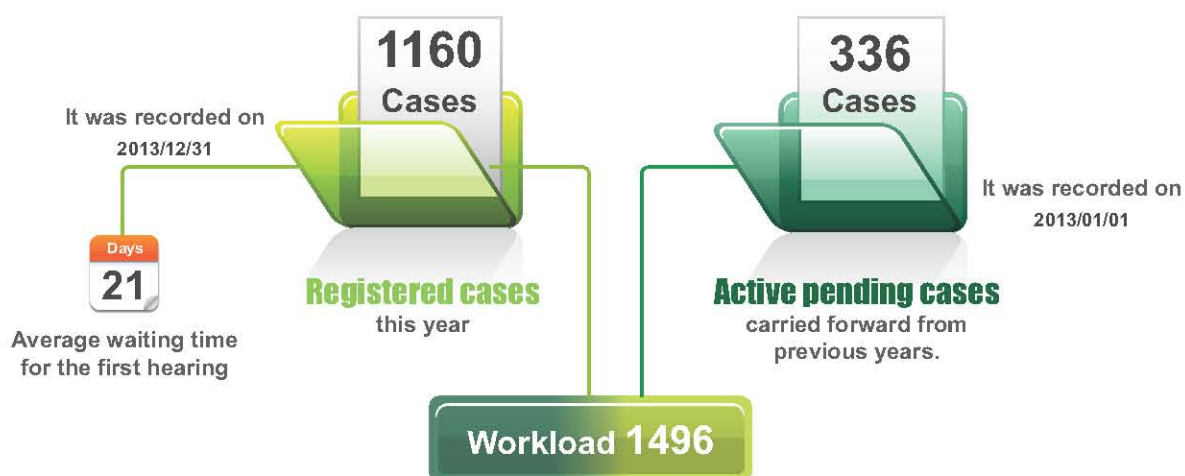 1160
Cases
It was recorded on
2013/12/31
Days
21
Average waiting time
for the first hearing
Registered cases
this year
336
Cases
It was recorded on
2013/01/01
Active pending cases
carried forward from
previous years.
Workload 1496